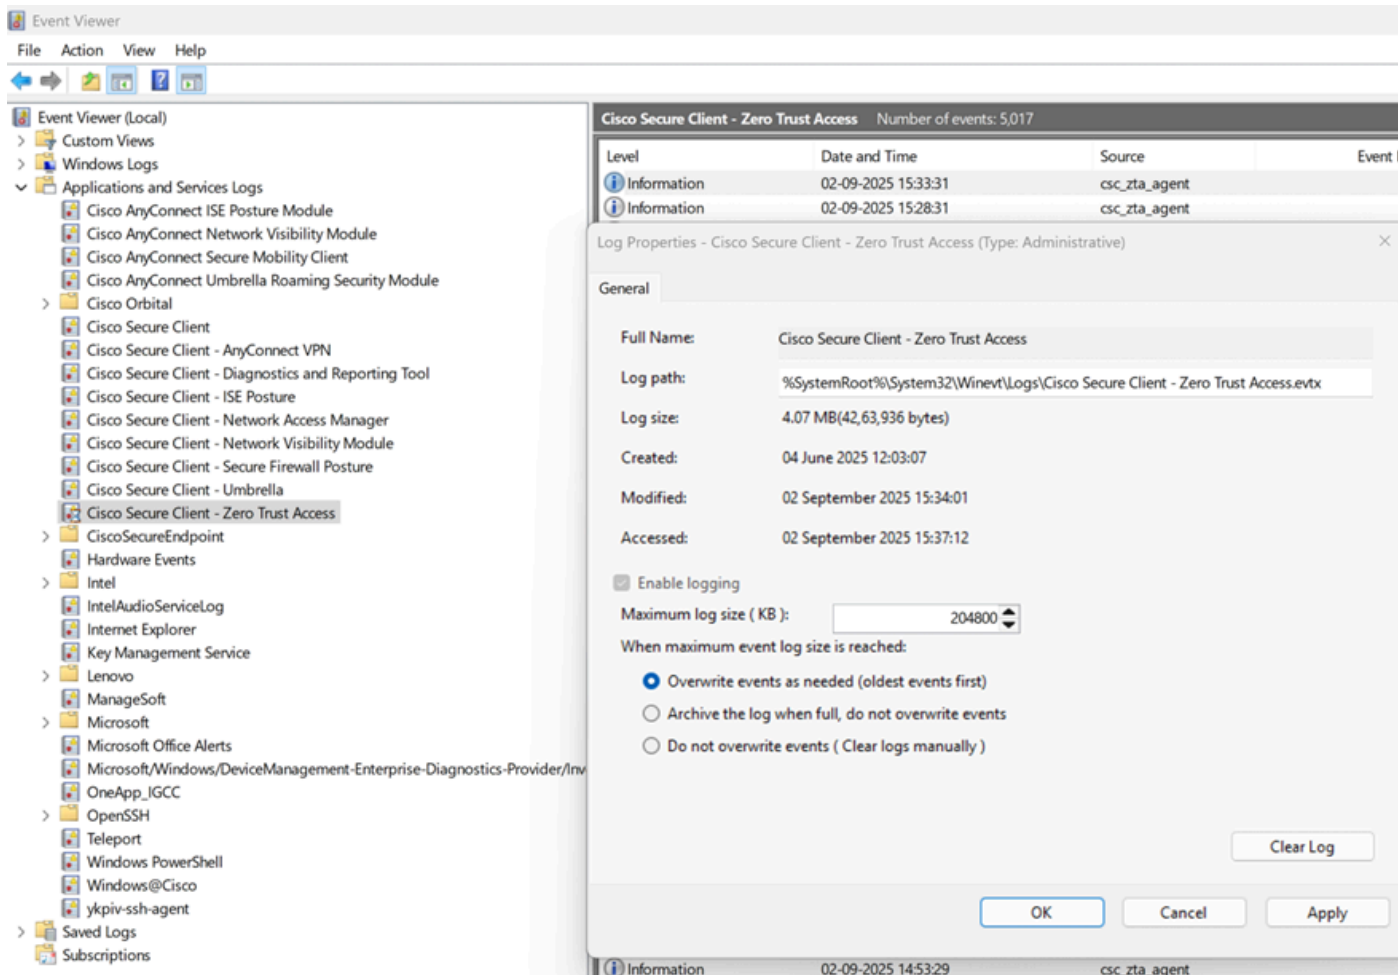 Event Viewer
File Action View Help
Event Viewer (Local)
Custom Views
Windows Logs
Applications and Services Logs
Cisco AnyConnect ISE Posture Module
Cisco AnyConnect Network Visibility Module
Cisco AnyConnect Secure Mobility Client
Cisco AnyConnect Umbrella Roaming Security Module
Cisco Orbital
Cisco Secure Client
Cisco Secure Client - AnyConnect VPN
Cisco Secure Client - Diagnostics and Reporting Tool
Cisco Secure Client - ISE Posture
Cisco Secure Client - Network Access Manager
Cisco Secure Client - Network Visibility Module
Cisco Secure Client - Secure Firewall Posture
Cisco Secure Client - Umbrella
Cisco Secure Client - Zero Trust Access
CiscoSecureEndpoint
Hardware Events
Intel
IntelAudioServiceLog
Internet Explorer
Key Management Service
Lenovo
ManageSoft
Microsoft
Microsoft Office Alerts
Microsoft/Windows/DeviceManagement-Enterprise-Diagnostics-Provider/Inv
OneApp_IGCC
OpenSSH
Teleport
Windows PowerShell
Windows@Cisco
ykpiv-ssh-agent
Saved Logs
Subscriptions
Cisco Secure Client - Zero Trust Access Number of events: 5,017
Level Date and Time Source Event
Information 02-09-2025 15:33:31 csc_zta_agent
Information 02-09-2025 15:28:31 csc_zta_agent
Log Properties - Cisco Secure Client - Zero Trust Access (Type: Administrative)
General
Full Name: Cisco Secure Client - Zero Trust Access
Log path: %SystemRoot%\System32\Winevt\Logs\Cisco Secure Client - Zero Trust Access.evtx
Log size: 4.07 MB(42,63,936 bytes)
Created: 04 June 2025 12:03:07
Modified: 02 September 2025 15:34:01
Accessed: 02 September 2025 15:37:12
Enable logging
Maximum log size ( KB ): 204800
When maximum event log size is reached:
Overwrite events as needed (oldest events first)
Archive the log when full, do not overwrite events
Do not overwrite events ( Clear logs manually )
Clear Log
OK Cancel Apply
Information 02-09-2025 14:53:29 csc_zta_agent